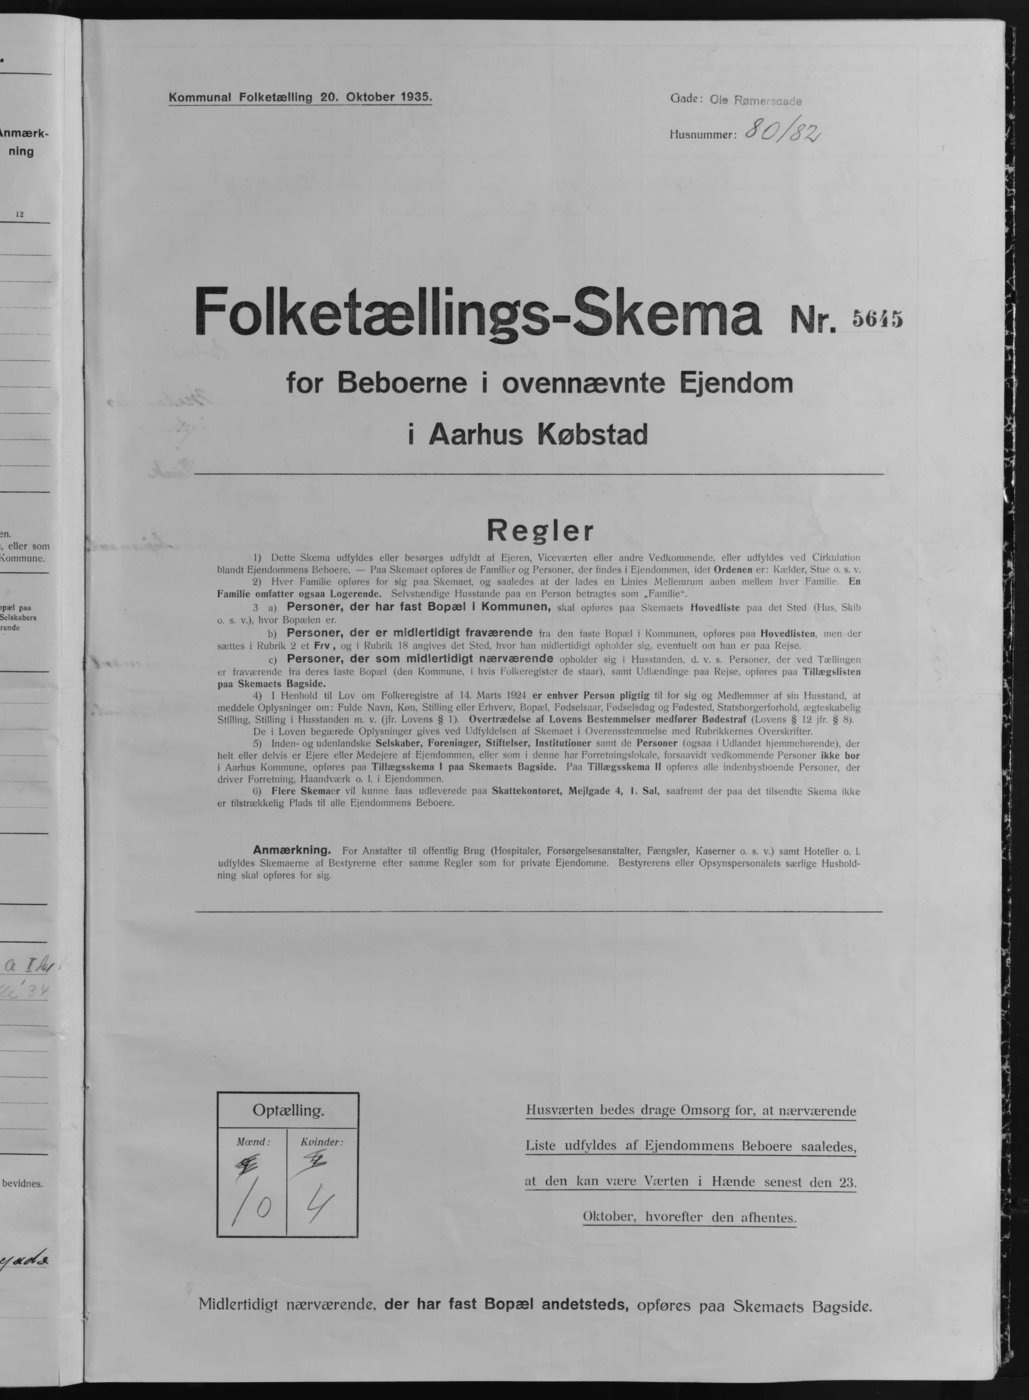 Anmærk-
ning
12
en.
, eller som
Kommune.
opæl paa
Selskabers
rende
a I Sal
34
bevidnes.
Kommunal Folketælling 20. Oktober 1935.
Gade: Ole Rømersgade
Husnummer: 80/82
Folketællings-Skema Nr. 5645
for Beboerne i ovennævnte Ejendom
i Aarhus Købstad
Regler
1) Dette Skema udfyldes eller besørges udfyldt af Ejeren, Viceværten eller andre Vedkommende, eller udfyldes ved Cirkulation
blandt Ejendommens Beboere. — Paa Skemaet opføres de Familier og Personer, der findes i Ejendommen, idet Ordenen er: Kælder, Stue o. s. v.
2) Hver Familie opføres for sig paa Skemaet, og saaledes at der lades en Linies Mellemrum aaben mellem hver Familie. En
Familie omfatter ogsaa Logerende. Selvstændige Husstande paa en Person betragtes som „Familie“.
3 a) Personer, der har fast Bopæl i Kommunen, skal opføres paa Skemaets Hovedliste paa det Sted (Hus, Skib
o. s. v.), hvor Bopælen er.
b) Personer, der er midlertidigt fraværende fra den faste Bopæl i Kommunen, opføres paa Hovedlisten, men der
sættes i Rubrik 2 et Frv, og i Rubrik 18 angives det Sted, hvor han midlertidigt opholder sig, eventuelt om han er paa Rejse.
c) Personer, der som midlertidigt nærværende opholder sig i Husstanden, d. v. s. Personer, der ved Tællingen
er fraværende fra deres faste Bopæl (den Kommune, i hvis Folkeregister de staar), samt Udlændinge paa Rejse, opføres paa Tillægslisten
paa Skemaets Bagside.
4) I Henhold til Lov om Folkeregistre af 14. Marts 1924 er enhver Person pligtig til for sig og Medlemmer af sin Husstand, at
meddele Oplysninger om: Fulde Navn, Køn, Stilling eller Erhverv, Bopæl, Fødselsaar, Fødselsdag og Fødested, Statsborgerforhold, ægteskabelig
Stilling, Stilling i Husstanden m. v. (jfr. Lovens § 1). Overtrædelse af Lovens Bestemmelser medfører Bødestraf (Lovens § 12 jfr. § 8).
De i Loven begærede Oplysninger gives ved Udfyldelsen af Skemaet i Overensstemmelse med Rubrikkernes Overskrifter.
5) Inden- og udenlandske Selskaber, Foreninger, Stiftelser, Institutioner samt de Personer (ogsaa i Udlandet hjemmehørende), der
helt eller delvis er Ejere eller Medejere af Ejendommen, eller som i denne har Forretningslokale, forsaavidt vedkommende Personer ikke bor
i Aarhus Kommune, opføres paa Tillægsskema I paa Skemaets Bagside. Paa Tillægsskema II opføres alle indenbysboende Personer, der
driver Forretning, Haandværk o. l. i Ejendommen.
6) Flere Skemaer vil kunne faas udleverede paa Skattekontoret, Mejlgade 4, 1. Sal, saafremt der paa det tilsendte Skema ikke
er tilstrækkelig Plads til alle Ejendommens Beboere.
Anmærkning. For Anstalter til offentlig Brug (Hospitaler, Forsørgelsesanstalter, Fængsler, Kaserner o. s. v.) samt Hoteller o. l.
udfyldes Skemaerne af Bestyrerne efter samme Regler som for private Ejendomme. Bestyrerens eller Opsynspersonalets særlige Hushold-
ning skal opføres for sig.
Optælling.
Mænd: Kvinder:
10 4
Husværten bedes drage Omsorg for, at nærværende
Liste udfyldes af Ejendommens Beboere saaledes,
at den kan være Værten i Hænde senest den 23.
Oktober, hvorefter den afhentes.
Midlertidigt nærværende, der har fast Bopæl andetsteds, opføres paa Skemaets Bagside.